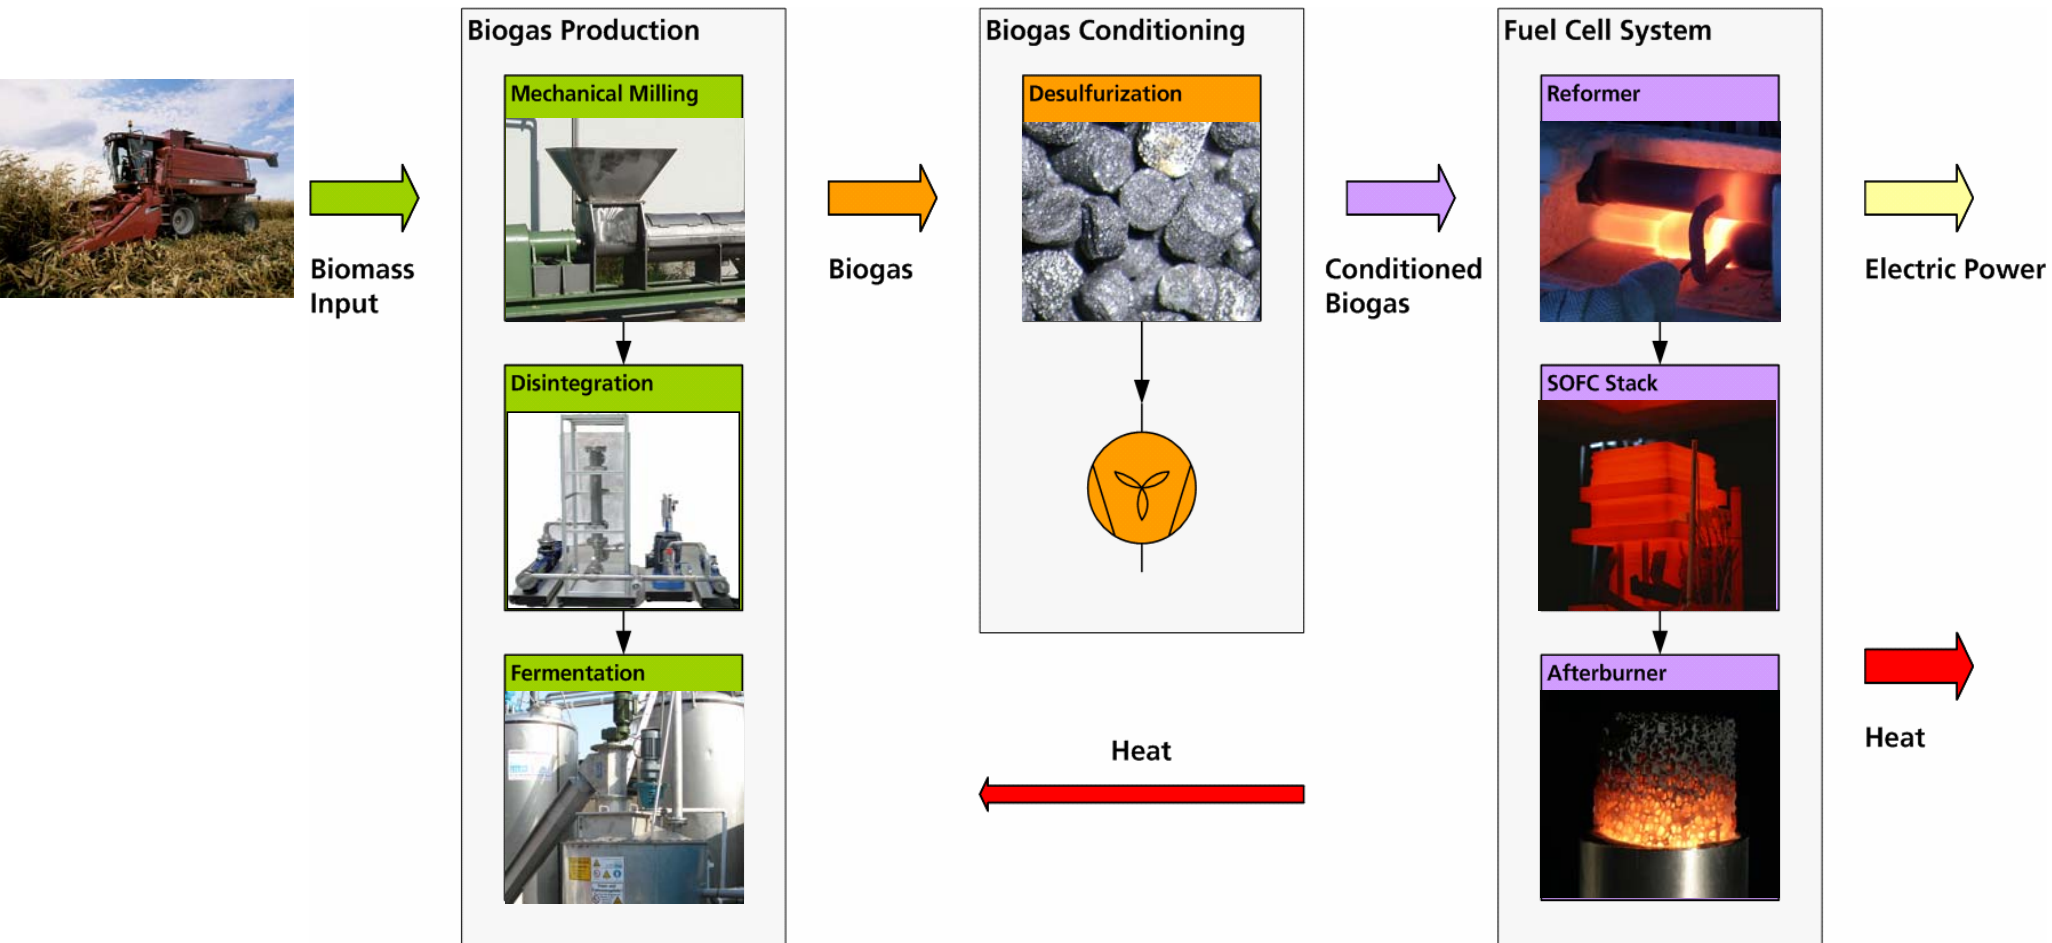 Biogas Production
Mechanical Milling
Disintegration
Fermentation
Biogas Conditioning
Desulfurization
Fuel Cell System
Reformer
SOFC Stack
Afterburner
Biomass
Input
Biogas
Conditioned
Biogas
Electric Power
Heat
Heat